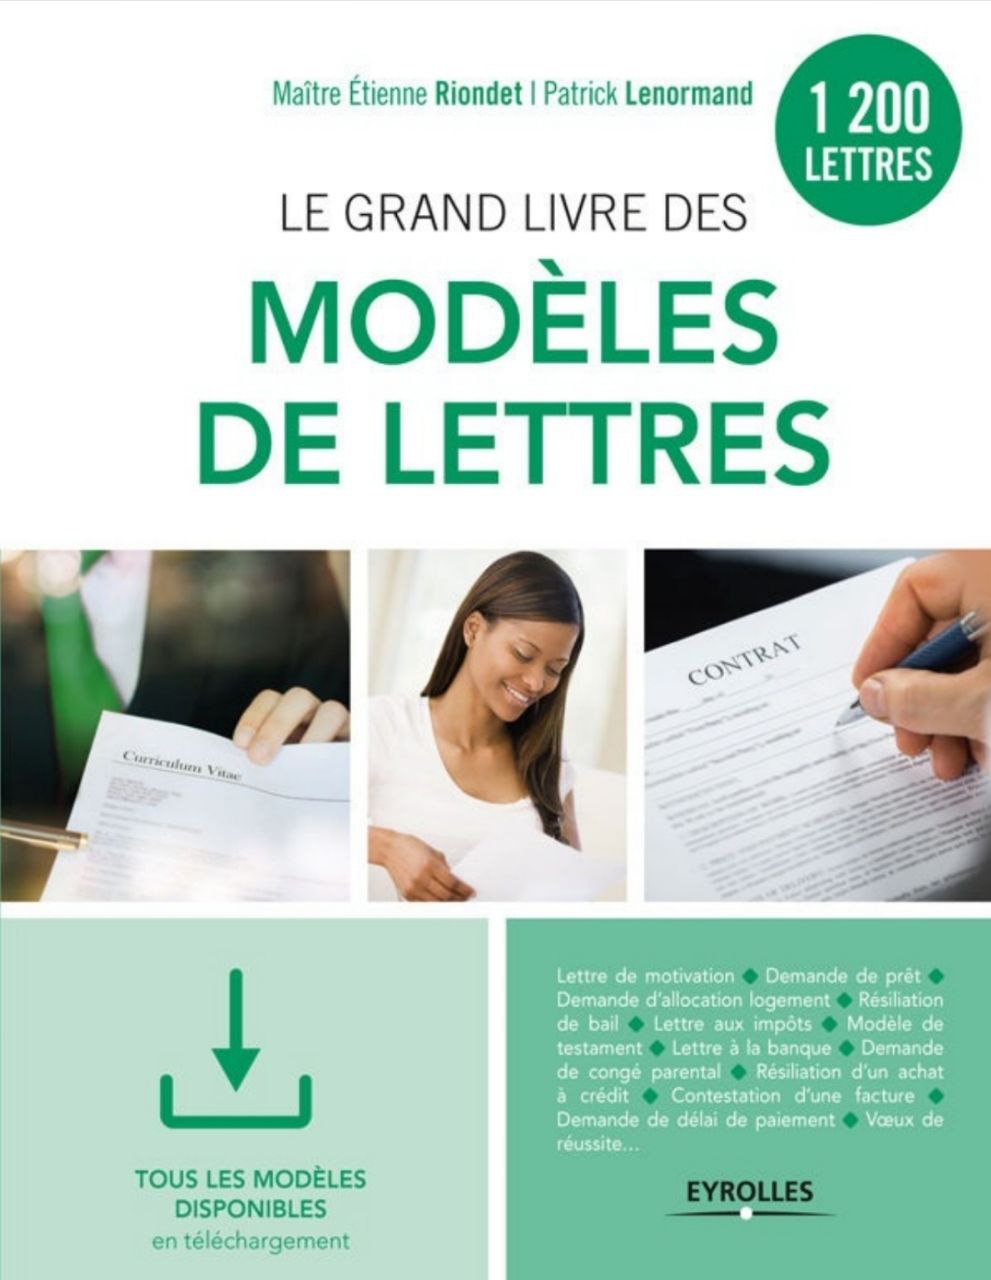 Maître Étienne Riondet | Patrick Lenormand
1 200
LETTRES
LE GRAND LIVRE DES
MODÈLES
DE LETTRES
Curriculum Vitae
CONTRAT
Lettre de motivation ◆ Demande de prêt ◆
Demande d'allocation logement ◆ Résiliation
de bail ◆ Lettre aux impôts ◆ Modèle de
testament ◆ Lettre à la banque ◆ Demande
de congé parental ◆ Résiliation d'un achat
à crédit ◆ Contestation d'une facture ◆
Demande de délai de paiement ◆ Vœux de
réussite...
TOUS LES MODÈLES
DISPONIBLES
en téléchargement
EYROLLES